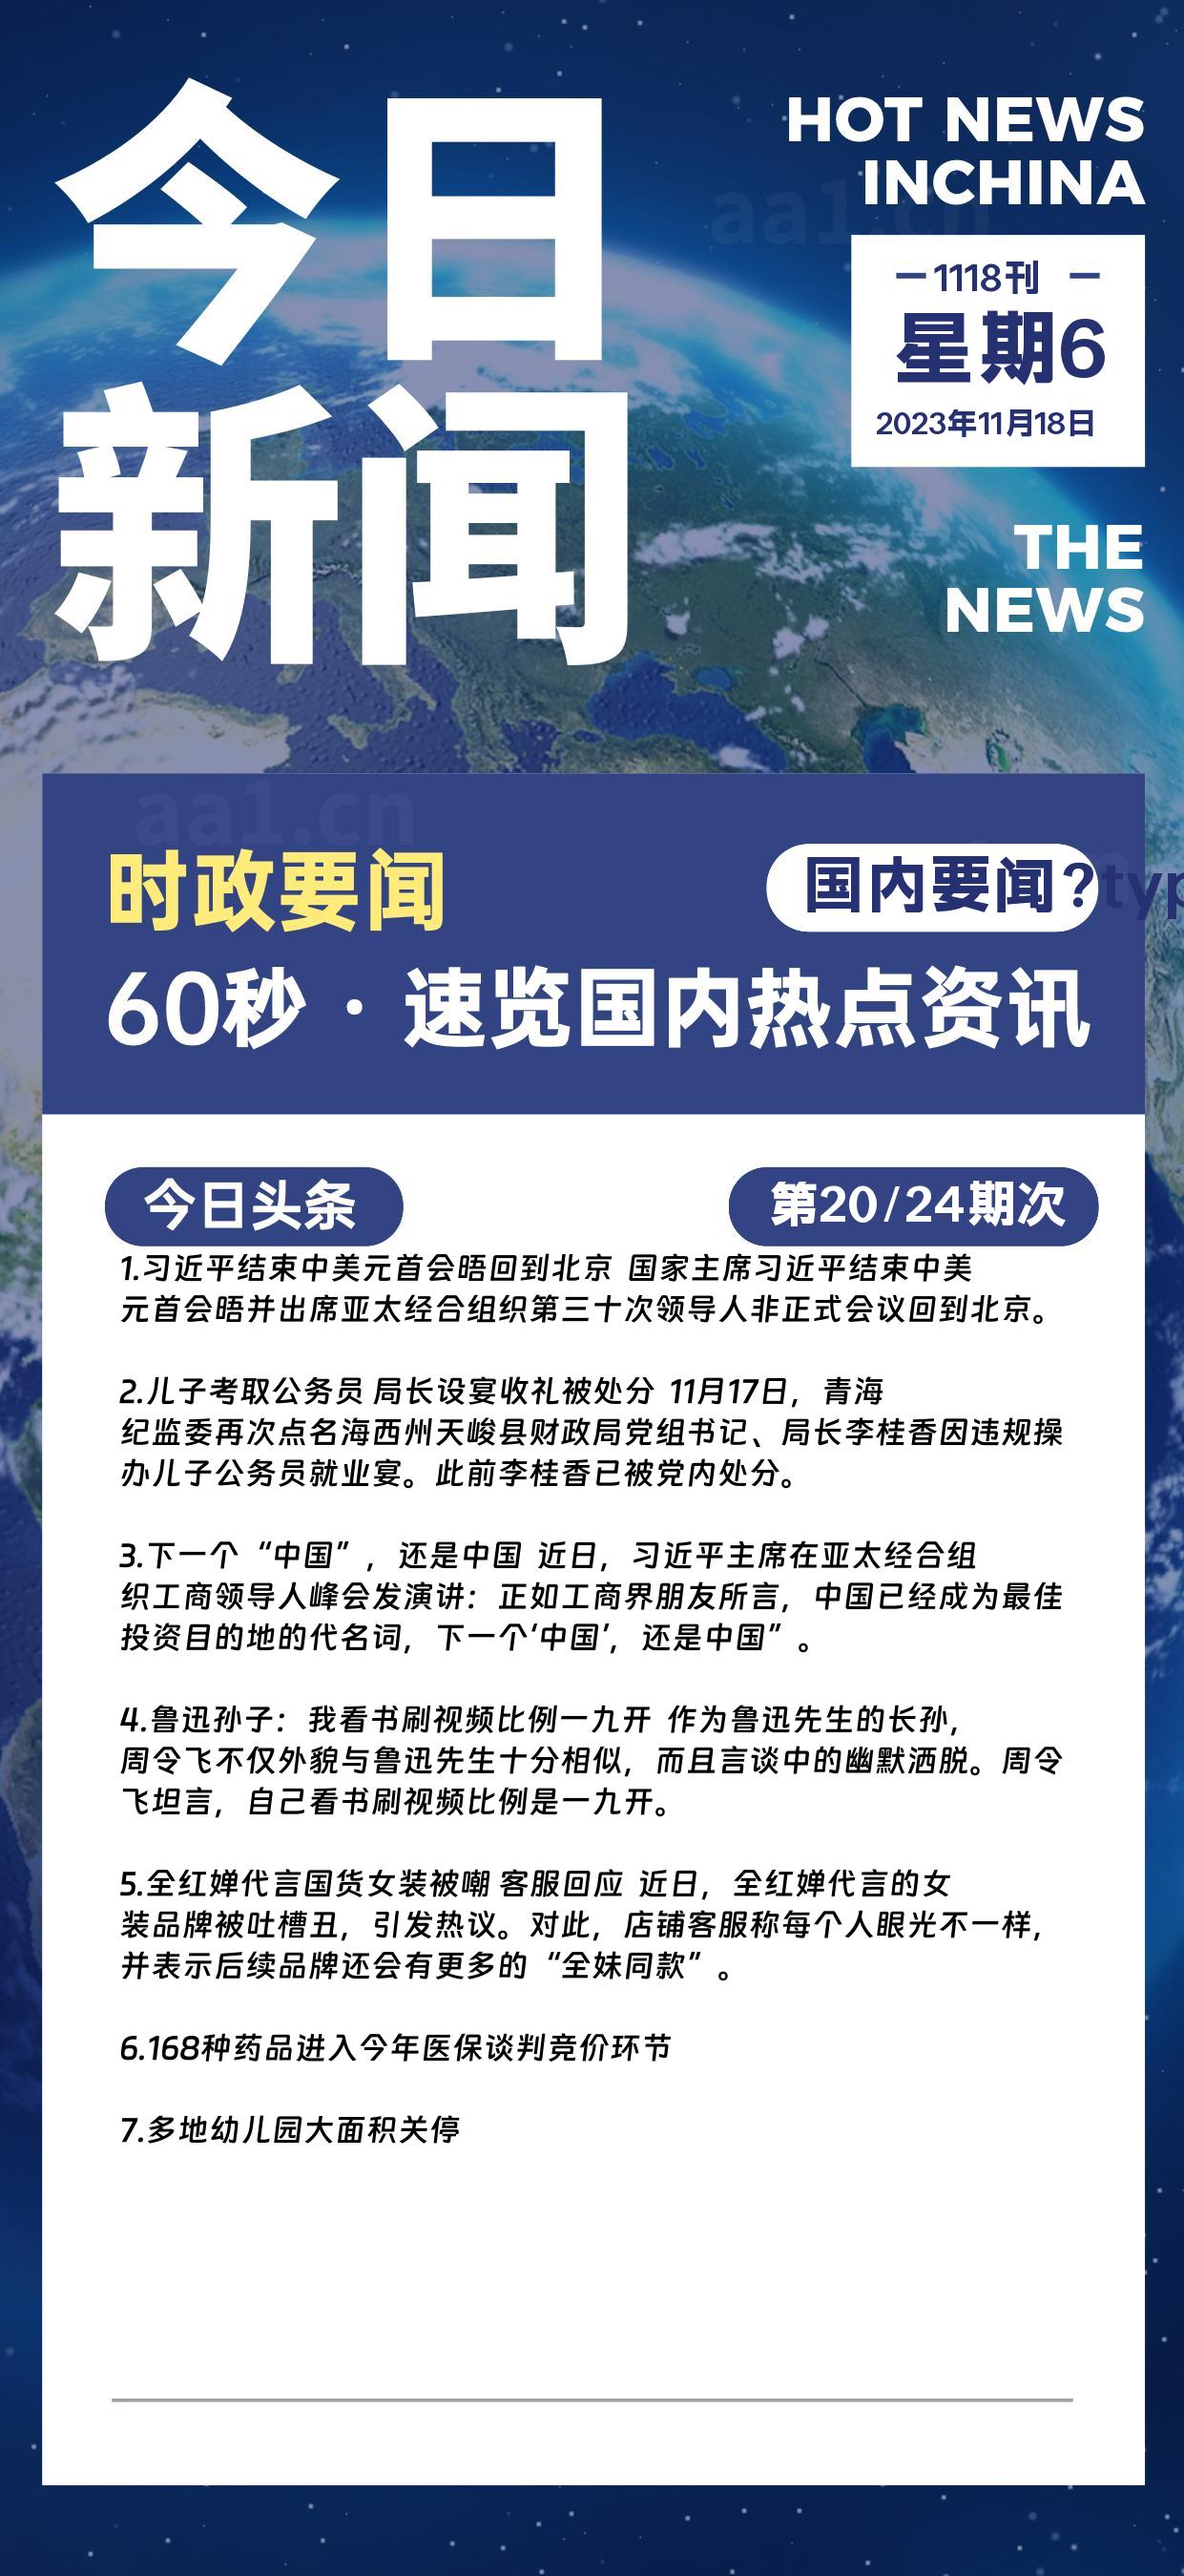 今日
新闻
HOT NEWS
INCHINA
aa1.cn
1118刊
星期6
2023年11月18日
THE
NEWS
aa1.cn
时政要闻
国内要闻?typ
60秒 · 速览国内热点资讯
今日头条
第20/24期次
1.习近平结束中美元首会晤回到北京 国家主席习近平结束中美
元首会晤并出席亚太经合组织第三十次领导人非正式会议回到北京。
2.儿子考取公务员 局长设宴收礼被处分 11月17日，青海
纪监委再次点名海西州天峻县财政局党组书记、局长李桂香因违规操
办儿子公务员就业宴。此前李桂香已被党内处分。
3.下一个“中国”，还是中国 近日，习近平主席在亚太经合组
织工商领导人峰会发演讲：正如工商界朋友所言，中国已经成为最佳
投资目的地的代名词，下一个‘中国’，还是中国”。
4.鲁迅孙子：我看书刷视频比例一九开 作为鲁迅先生的长孙，
周令飞不仅外貌与鲁迅先生十分相似，而且言谈中的幽默洒脱。周令
飞坦言，自己看书刷视频比例是一九开。
5.全红婵代言国货女装被嘲 客服回应 近日，全红婵代言的女
装品牌被吐槽丑，引发热议。对此，店铺客服称每个人眼光不一样，
并表示后续品牌还会有更多的“全妹同款”。
6.168种药品进入今年医保谈判竞价环节
7.多地幼儿园大面积关停